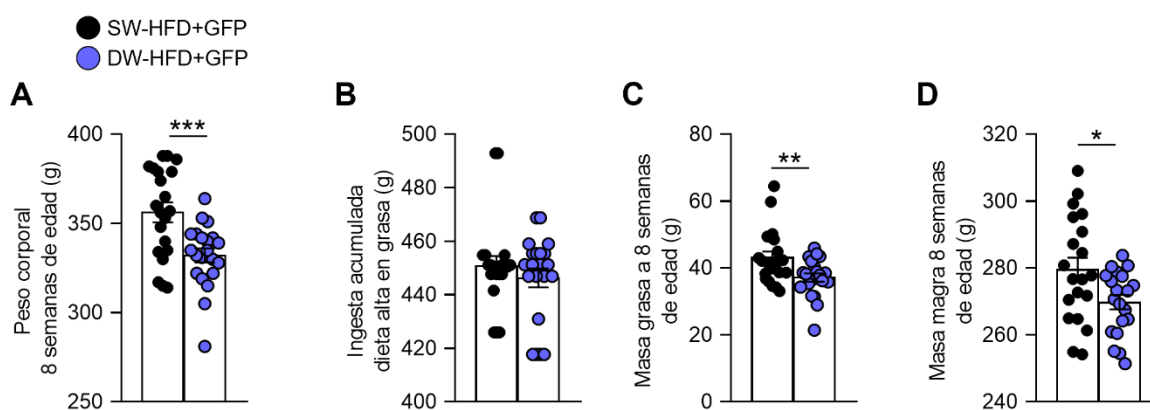 SW-HFD+GFP
DW-HFD+GFP
A
Peso corporal
8 semanas de edad (g)
400
350
300
250
***
B
Ingesta acumulada
dieta alta en grasa (g)
500
480
460
440
420
400
C
Masa grasa a 8 semanas
de edad (g)
80
60
40
20
0
**
D
Masa magra 8 semanas
de edad (g)
320
300
280
260
240
*